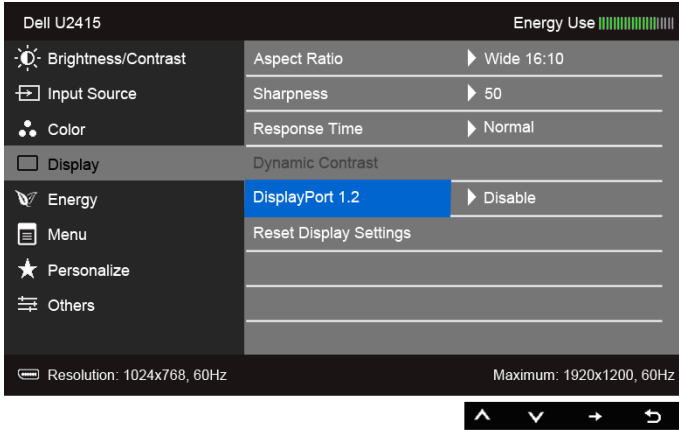 Dell U2415 Energy Use
Brightness/Contrast Aspect Ratio Wide 16:10
Input Source Sharpness 50
Color Response Time Normal
Display Dynamic Contrast
Energy DisplayPort 1.2 Disable
Menu Reset Display Settings
Personalize
Others
Resolution: 1024x768, 60Hz Maximum: 1920x1200, 60Hz